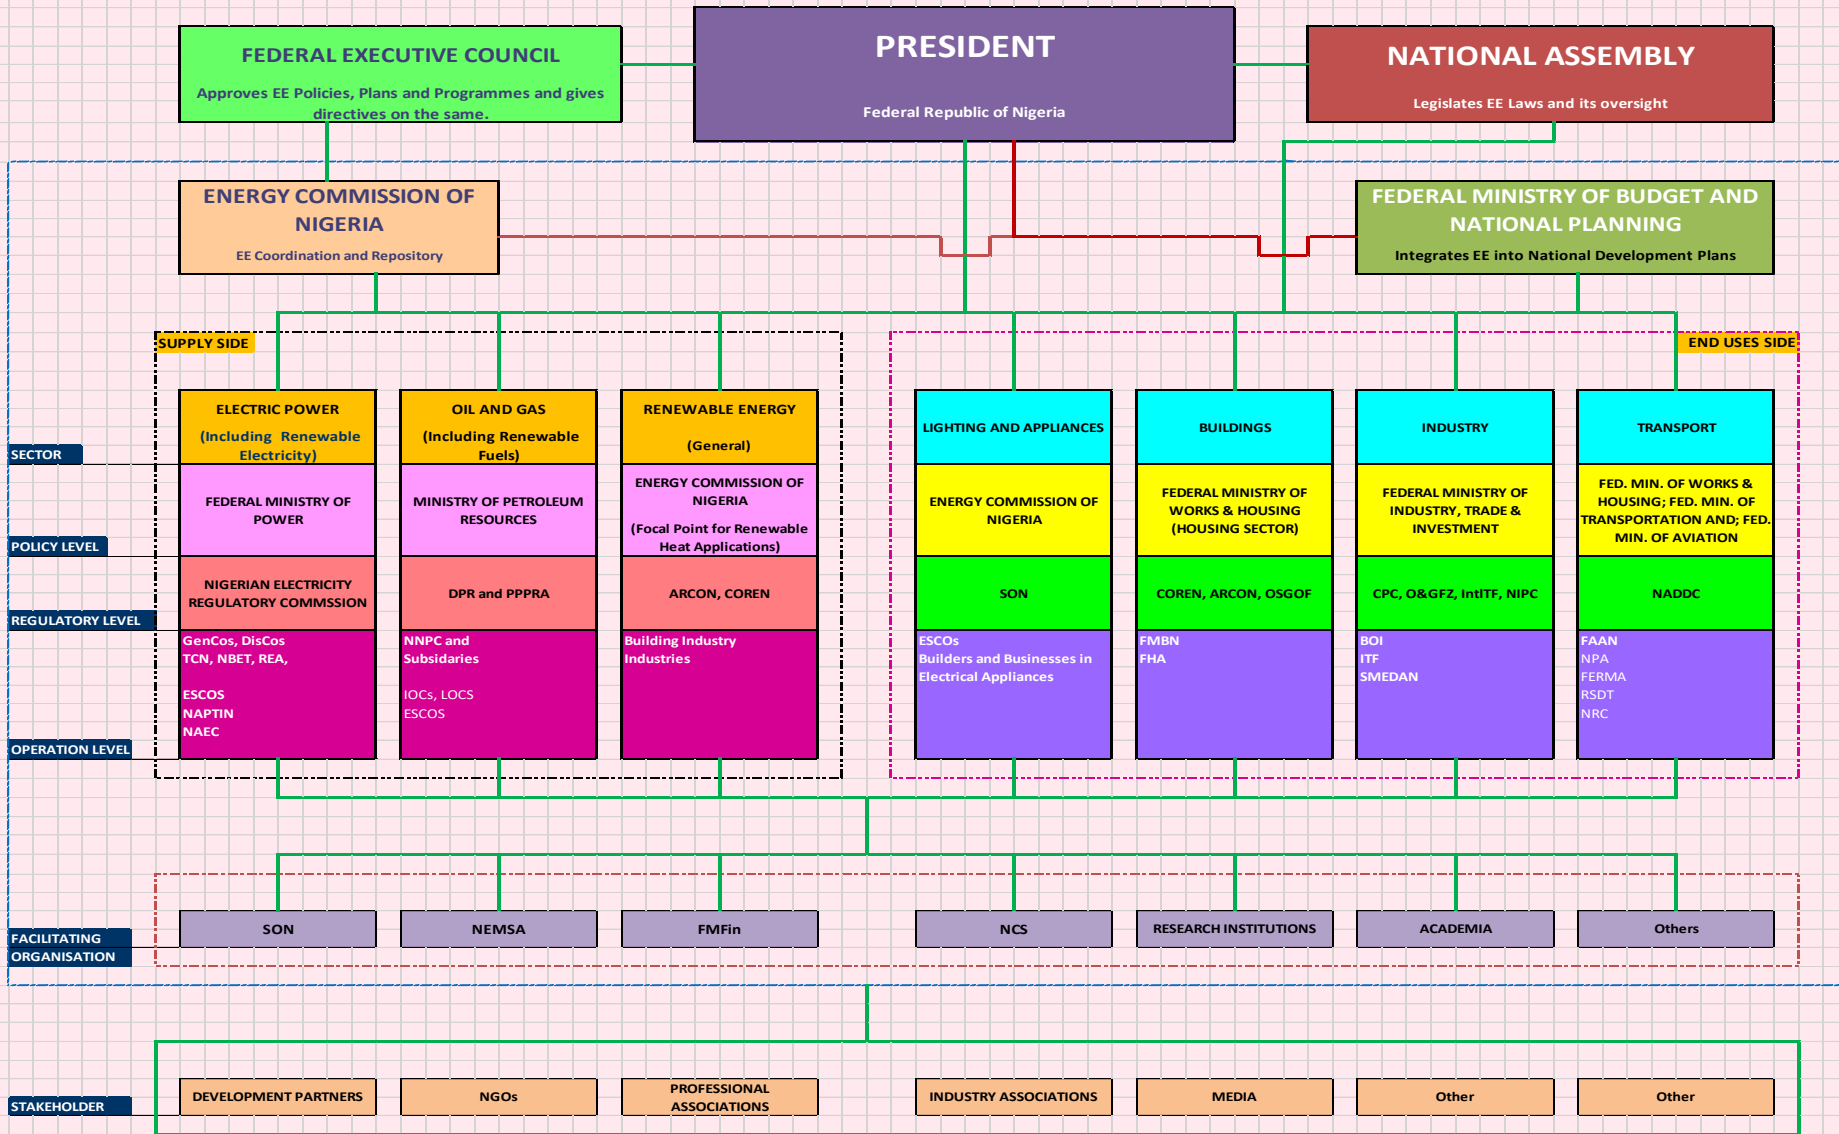 FEDERAL EXECUTIVE COUNCIL
Approves EE Policies, Plans and Programmes and gives
directives on the same.
PRESIDENT
Federal Republic of Nigeria
NATIONAL ASSEMBLY
Legislates EE Laws and its oversight
ENERGY COMMISSION OF
NIGERIA
EE Coordination and Repository
FEDERAL MINISTRY OF BUDGET AND
NATIONAL PLANNING
Integrates EE into National Development Plans
SUPPLY SIDE
END USES SIDE
SECTOR
ELECTRIC POWER
(Including Renewable
Electricity)
OIL AND GAS
(Including Renewable
Fuels)
RENEWABLE ENERGY
(General)
LIGHTING AND APPLIANCES
BUILDINGS
INDUSTRY
TRANSPORT
POLICY LEVEL
FEDERAL MINISTRY OF
POWER
MINISTRY OF PETROLEUM
RESOURCES
ENERGY COMMISSION OF
NIGERIA
(Focal Point for Renewable
Heat Applications)
ENERGY COMMISSION OF
NIGERIA
FEDERAL MINISTRY OF
WORKS & HOUSING
(HOUSING SECTOR)
FEDERAL MINISTRY OF
INDUSTRY, TRADE &
INVESTMENT
FED. MIN. OF WORKS &
HOUSING; FED. MIN. OF
TRANSPORTATION AND; FED.
MIN. OF AVIATION
REGULATORY LEVEL
NIGERIAN ELECTRICITY
REGULATORY COMMSSION
DPR and PPPRA
ARCON, COREN
SON
COREN, ARCON, OSGOF
CPC, O&GFZ, IntITF, NIPC
NADDC
OPERATION LEVEL
GenCos, DisCos
TCN, NBET, REA,
ESCOS
NAPTIN
NAEC
NNPC and
Subsidaries
IOCs, LOCS
ESCOS
Building Industry
Industries
ESCOs
Builders and Businesses in
Electrical Appliances
FMBN
FHA
BOI
ITF
SMEDAN
FAAN
NPA
FERMA
RSDT
NRC
FACILITATING
ORGANISATION
SON
NEMSA
FMFin
NCS
RESEARCH INSTITUTIONS
ACADEMIA
Others
STAKEHOLDER
DEVELOPMENT PARTNERS
NGOs
PROFESSIONAL
ASSOCIATIONS
INDUSTRY ASSOCIATIONS
MEDIA
Other
Other